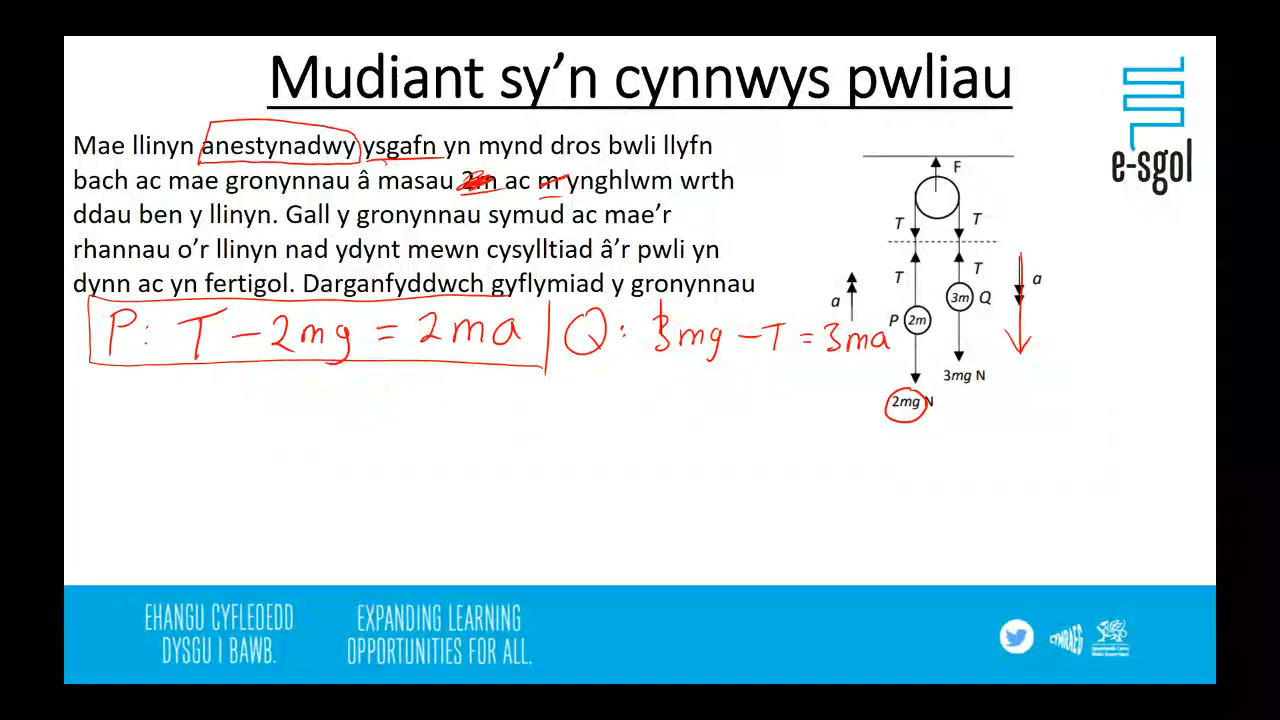 Mudiant sy'n cynnwys pwliau
Mae llinyn anestynadwy ysgafn yn mynd dros bwli llyfn
bach ac mae gronynnau â masau 2m ac m ynghlwm wrth
ddau ben y llinyn. Gall y gronynnau symud ac mae'r
rhannau o'r llinyn nad ydynt mewn cysylltiad â'r pwli yn
dynn ac yn fertigol. Darganfyddwch gyflymiad y gronynnau
P: T - 2mg = 2ma
Q: 3mg - T = 3ma
e-sgol
F
T
T
T
T
a
a
3m
Q
P
2m
3mg N
2mg N
EHANGU CYFLEOEDD
DYSGU I BAWB.
EXPANDING LEARNING
OPPORTUNITIES FOR ALL.
CYMRAEG